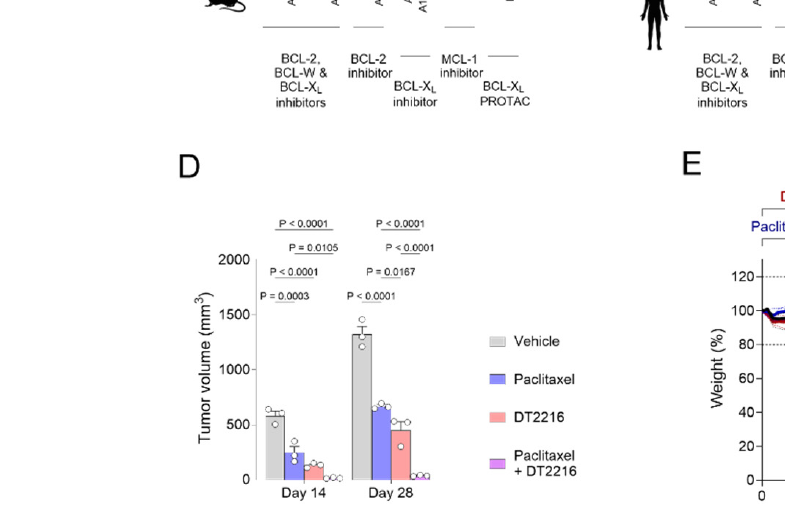 BCL-2,
BCL-W &
BCL-XL
inhibitors
BCL-2
inhibitor
BCL-XL
inhibitor
MCL-1
inhibitor
BCL-XL
PROTAC
BCL-2,
BCL-W &
BCL-XL
inhibitors
D
P < 0.0001
P = 0.0105
P < 0.0001
P = 0.0003
P < 0.0001
P < 0.0001
P = 0.0167
P < 0.0001
Tumor volume (mm3)
2000
1500
1000
500
0
Day 14
Day 28
Vehicle
Paclitaxel
DT2216
Paclitaxel
+ DT2216
E
Weight (%)
120
100
80
60
40
20
0
0